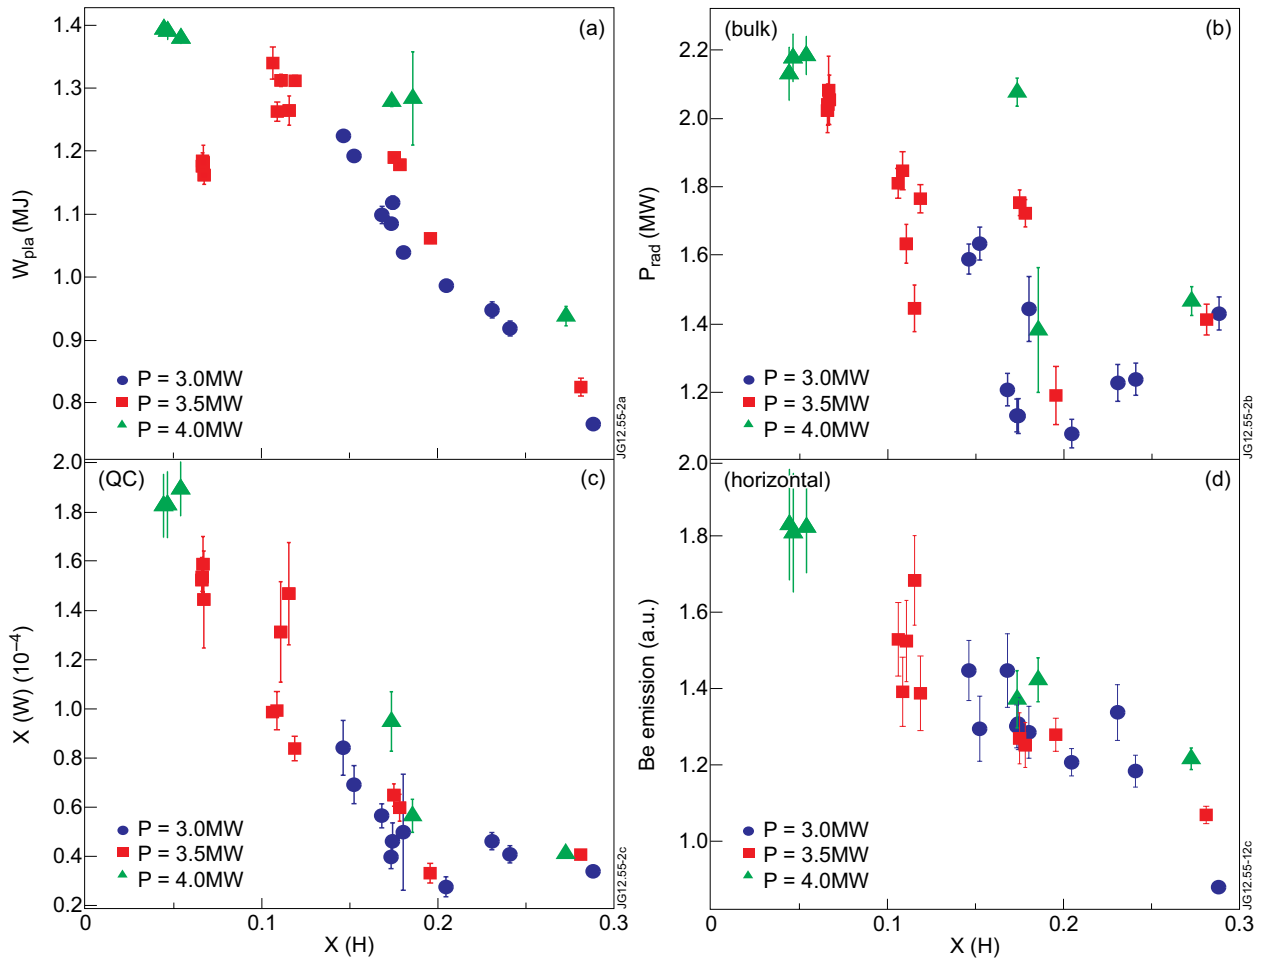 1.4
(a)
1.3
1.2
1.1
1.0
0.9
0.8
W_pla (MJ)
P = 3.0MW
P = 3.5MW
P = 4.0MW
JG12.55-2a
(bulk)
(b)
2.2
2.0
1.8
1.6
1.4
1.2
P_rad (MW)
P = 3.0MW
P = 3.5MW
P = 4.0MW
JG12.55-2b
2.0
(QC)
(c)
1.8
1.6
1.4
1.2
1.0
0.8
0.6
0.4
0.2
X (W) (10⁻⁴)
P = 3.0MW
P = 3.5MW
P = 4.0MW
JG12.55-2c
0
0.1
0.2
0.3
X (H)
2.0
(horizontal)
(d)
1.8
1.6
1.4
1.2
1.0
Be emission (a.u.)
P = 3.0MW
P = 3.5MW
P = 4.0MW
JG12.55-12c
0
0.1
0.2
0.3
X (H)